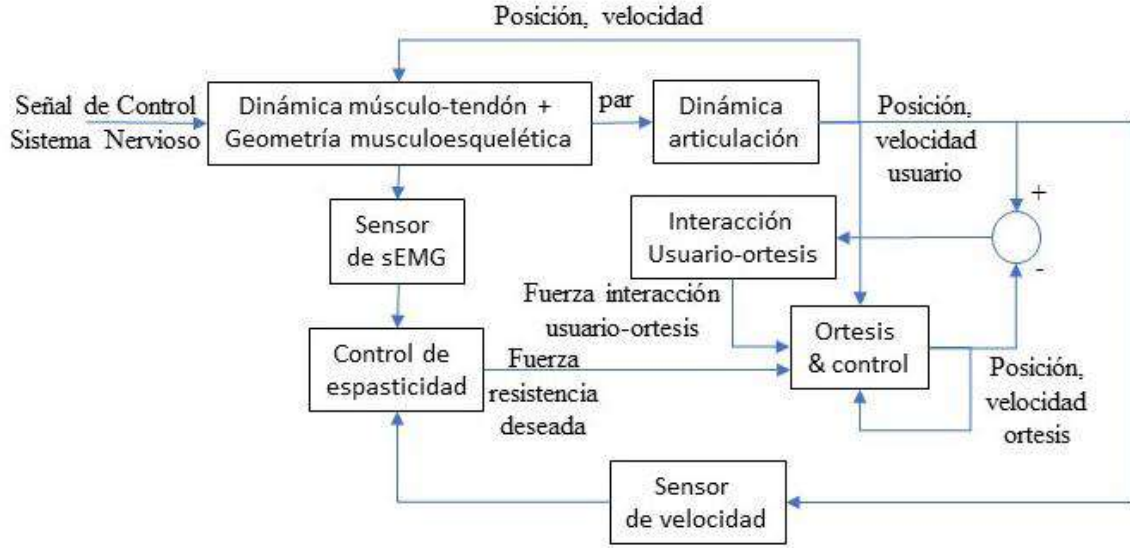 Posición, velocidad
Señal de Control
Sistema Nervioso
Dinámica músculo-tendón +
Geometría musculoesquelética
par
Dinámica
articulación
Posición,
velocidad
usuario
+
Sensor
de sEMG
Interacción
Usuario-ortesis
-
Fuerza interacción
usuario-ortesis
Ortesis
& control
Control de
espasticidad
Fuerza
resistencia
deseada
Posición,
velocidad
ortesis
Sensor
de velocidad